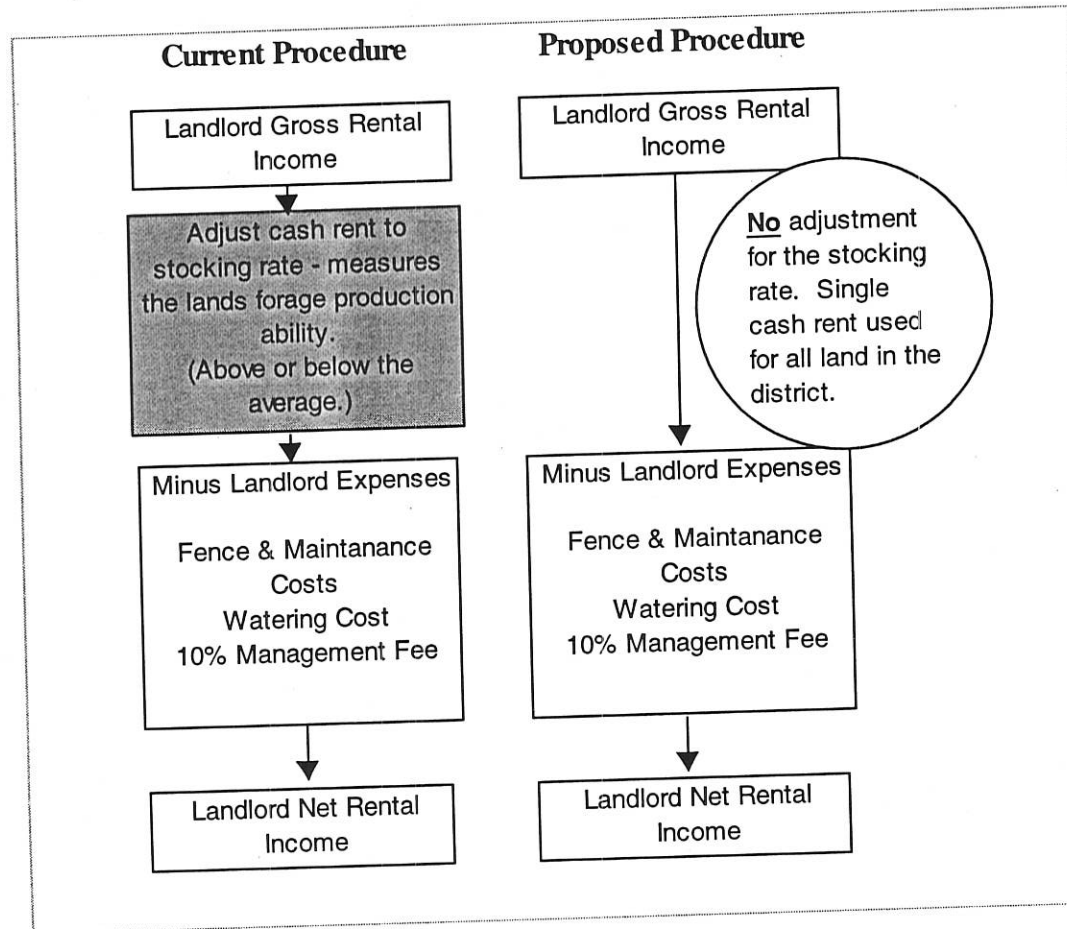 Current Procedure
Landlord Gross Rental
Income
Adjust cash rent to
stocking rate - measures
the lands forage production
ability.
(Above or below the
average.)
Minus Landlord Expenses
Fence & Maintanance
Costs
Watering Cost
10% Management Fee
Landlord Net Rental
Income
Proposed Procedure
Landlord Gross Rental
Income
No adjustment
for the stocking
rate. Single
cash rent used
for all land in the
district.
Minus Landlord Expenses
Fence & Maintanance
Costs
Watering Cost
10% Management Fee
Landlord Net Rental
Income